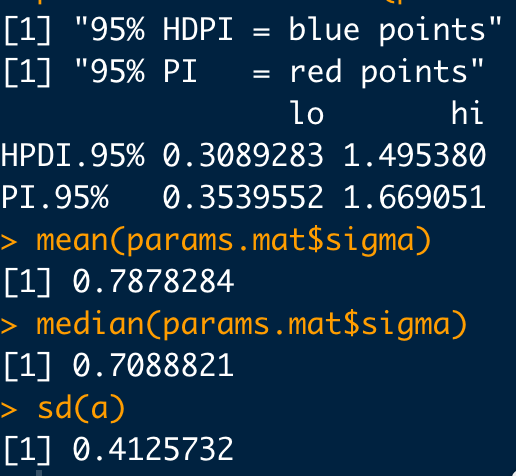 [1] "95% HDPI = blue points"
[1] "95% PI   = red points"
                lo       hi
HPDI.95% 0.3089283 1.495380
PI.95%   0.3539552 1.669051
> mean(params.mat$sigma)
[1] 0.7878284
> median(params.mat$sigma)
[1] 0.7088821
> sd(a)
[1] 0.4125732